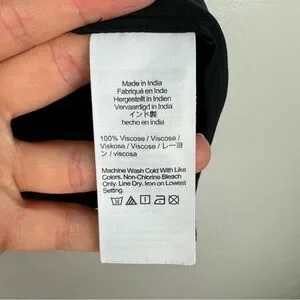 Made in India
Fabriqué en Inde
Hergestellt in Indien
Vervaardigd in India
インド製
hecho en India
100% Viscose / Viscose /
Viskose / Viscose / レーヨ
ン / viscosa
Machine Wash Cold With Like
Colors. Non-Chlorine Bleach
Only. Line Dry. Iron on Lowest
Setting.